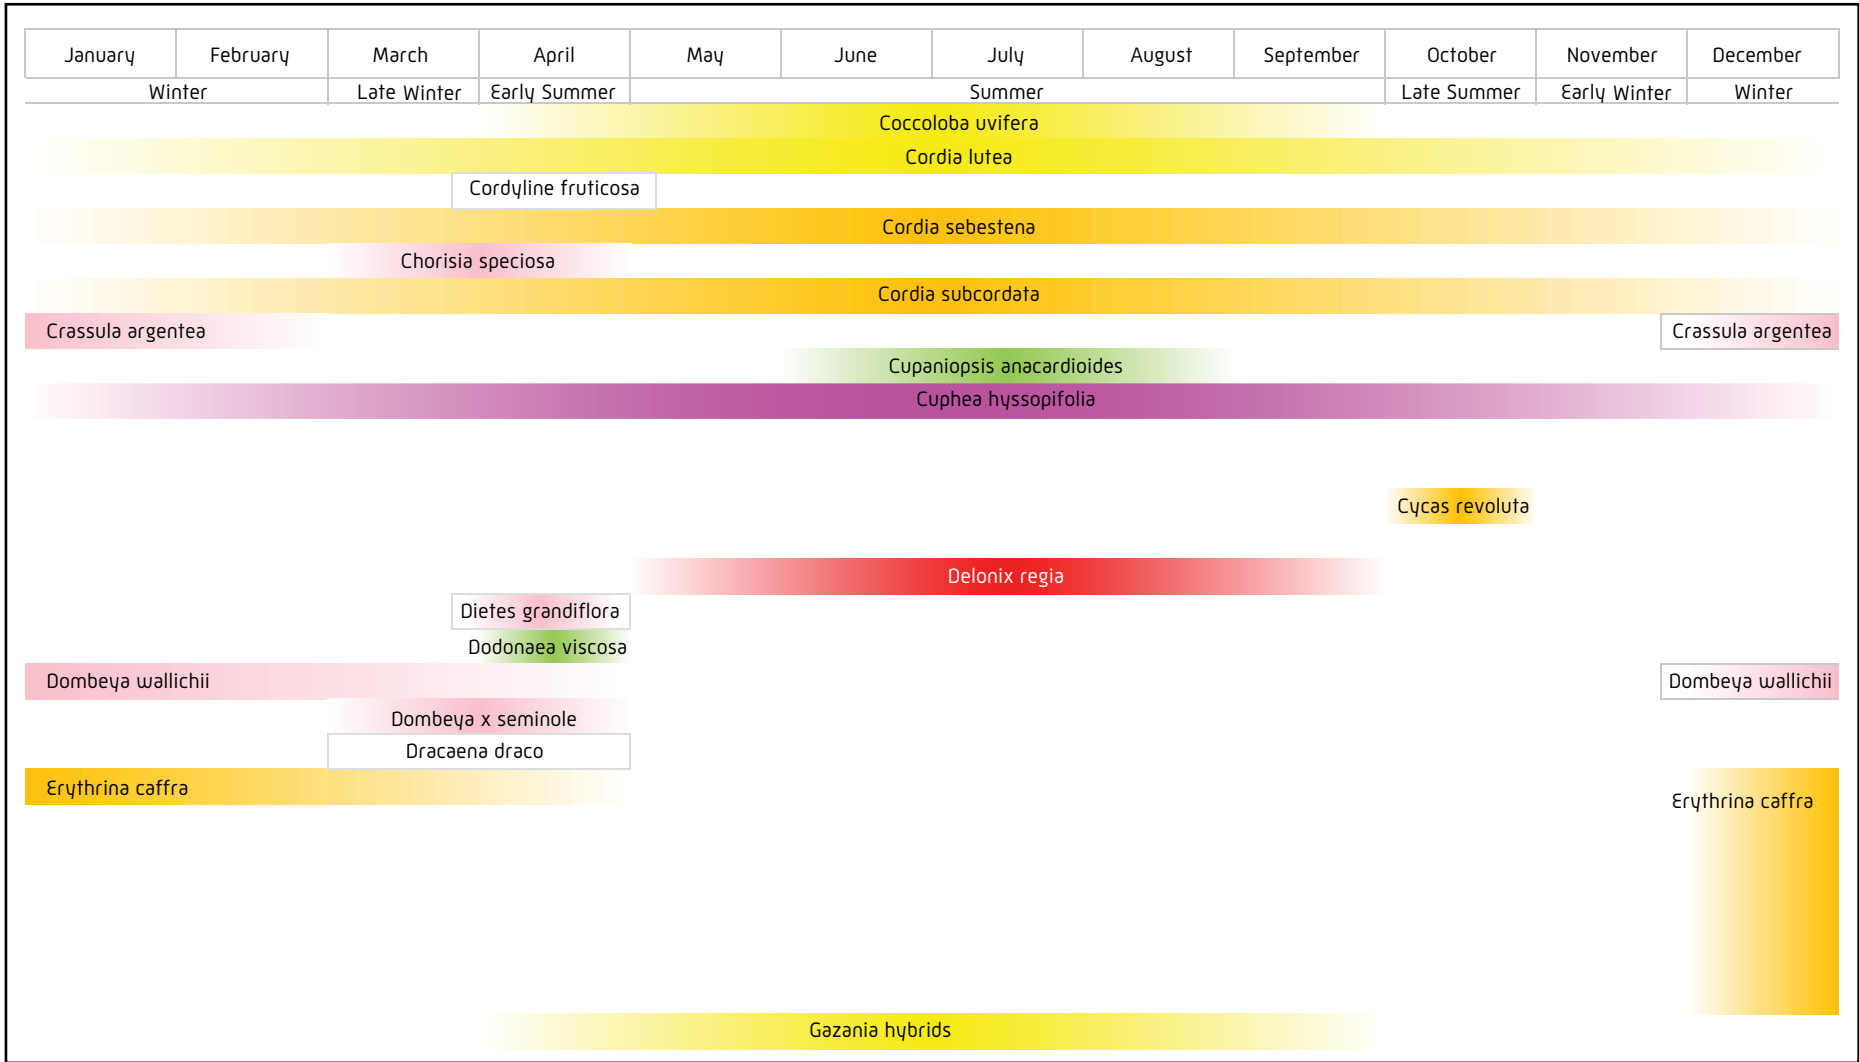 January February March April May June July August September October November December
Winter Late Winter Early Summer Summer Late Summer Early Winter Winter
Coccoloba uvifera
Cordia lutea
Cordyline fruticosa
Cordia sebestena
Chorisia speciosa
Cordia subcordata
Crassula argentea Crassula argentea
Cupaniopsis anacardioides
Cuphea hyssopifolia
Cycas revoluta
Delonix regia
Dietes grandiflora
Dodonaea viscosa
Dombeya wallichii Dombeya wallichii
Dombeya x seminole
Dracaena draco
Erythrina caffra Erythrina caffra
Gazania hybrids